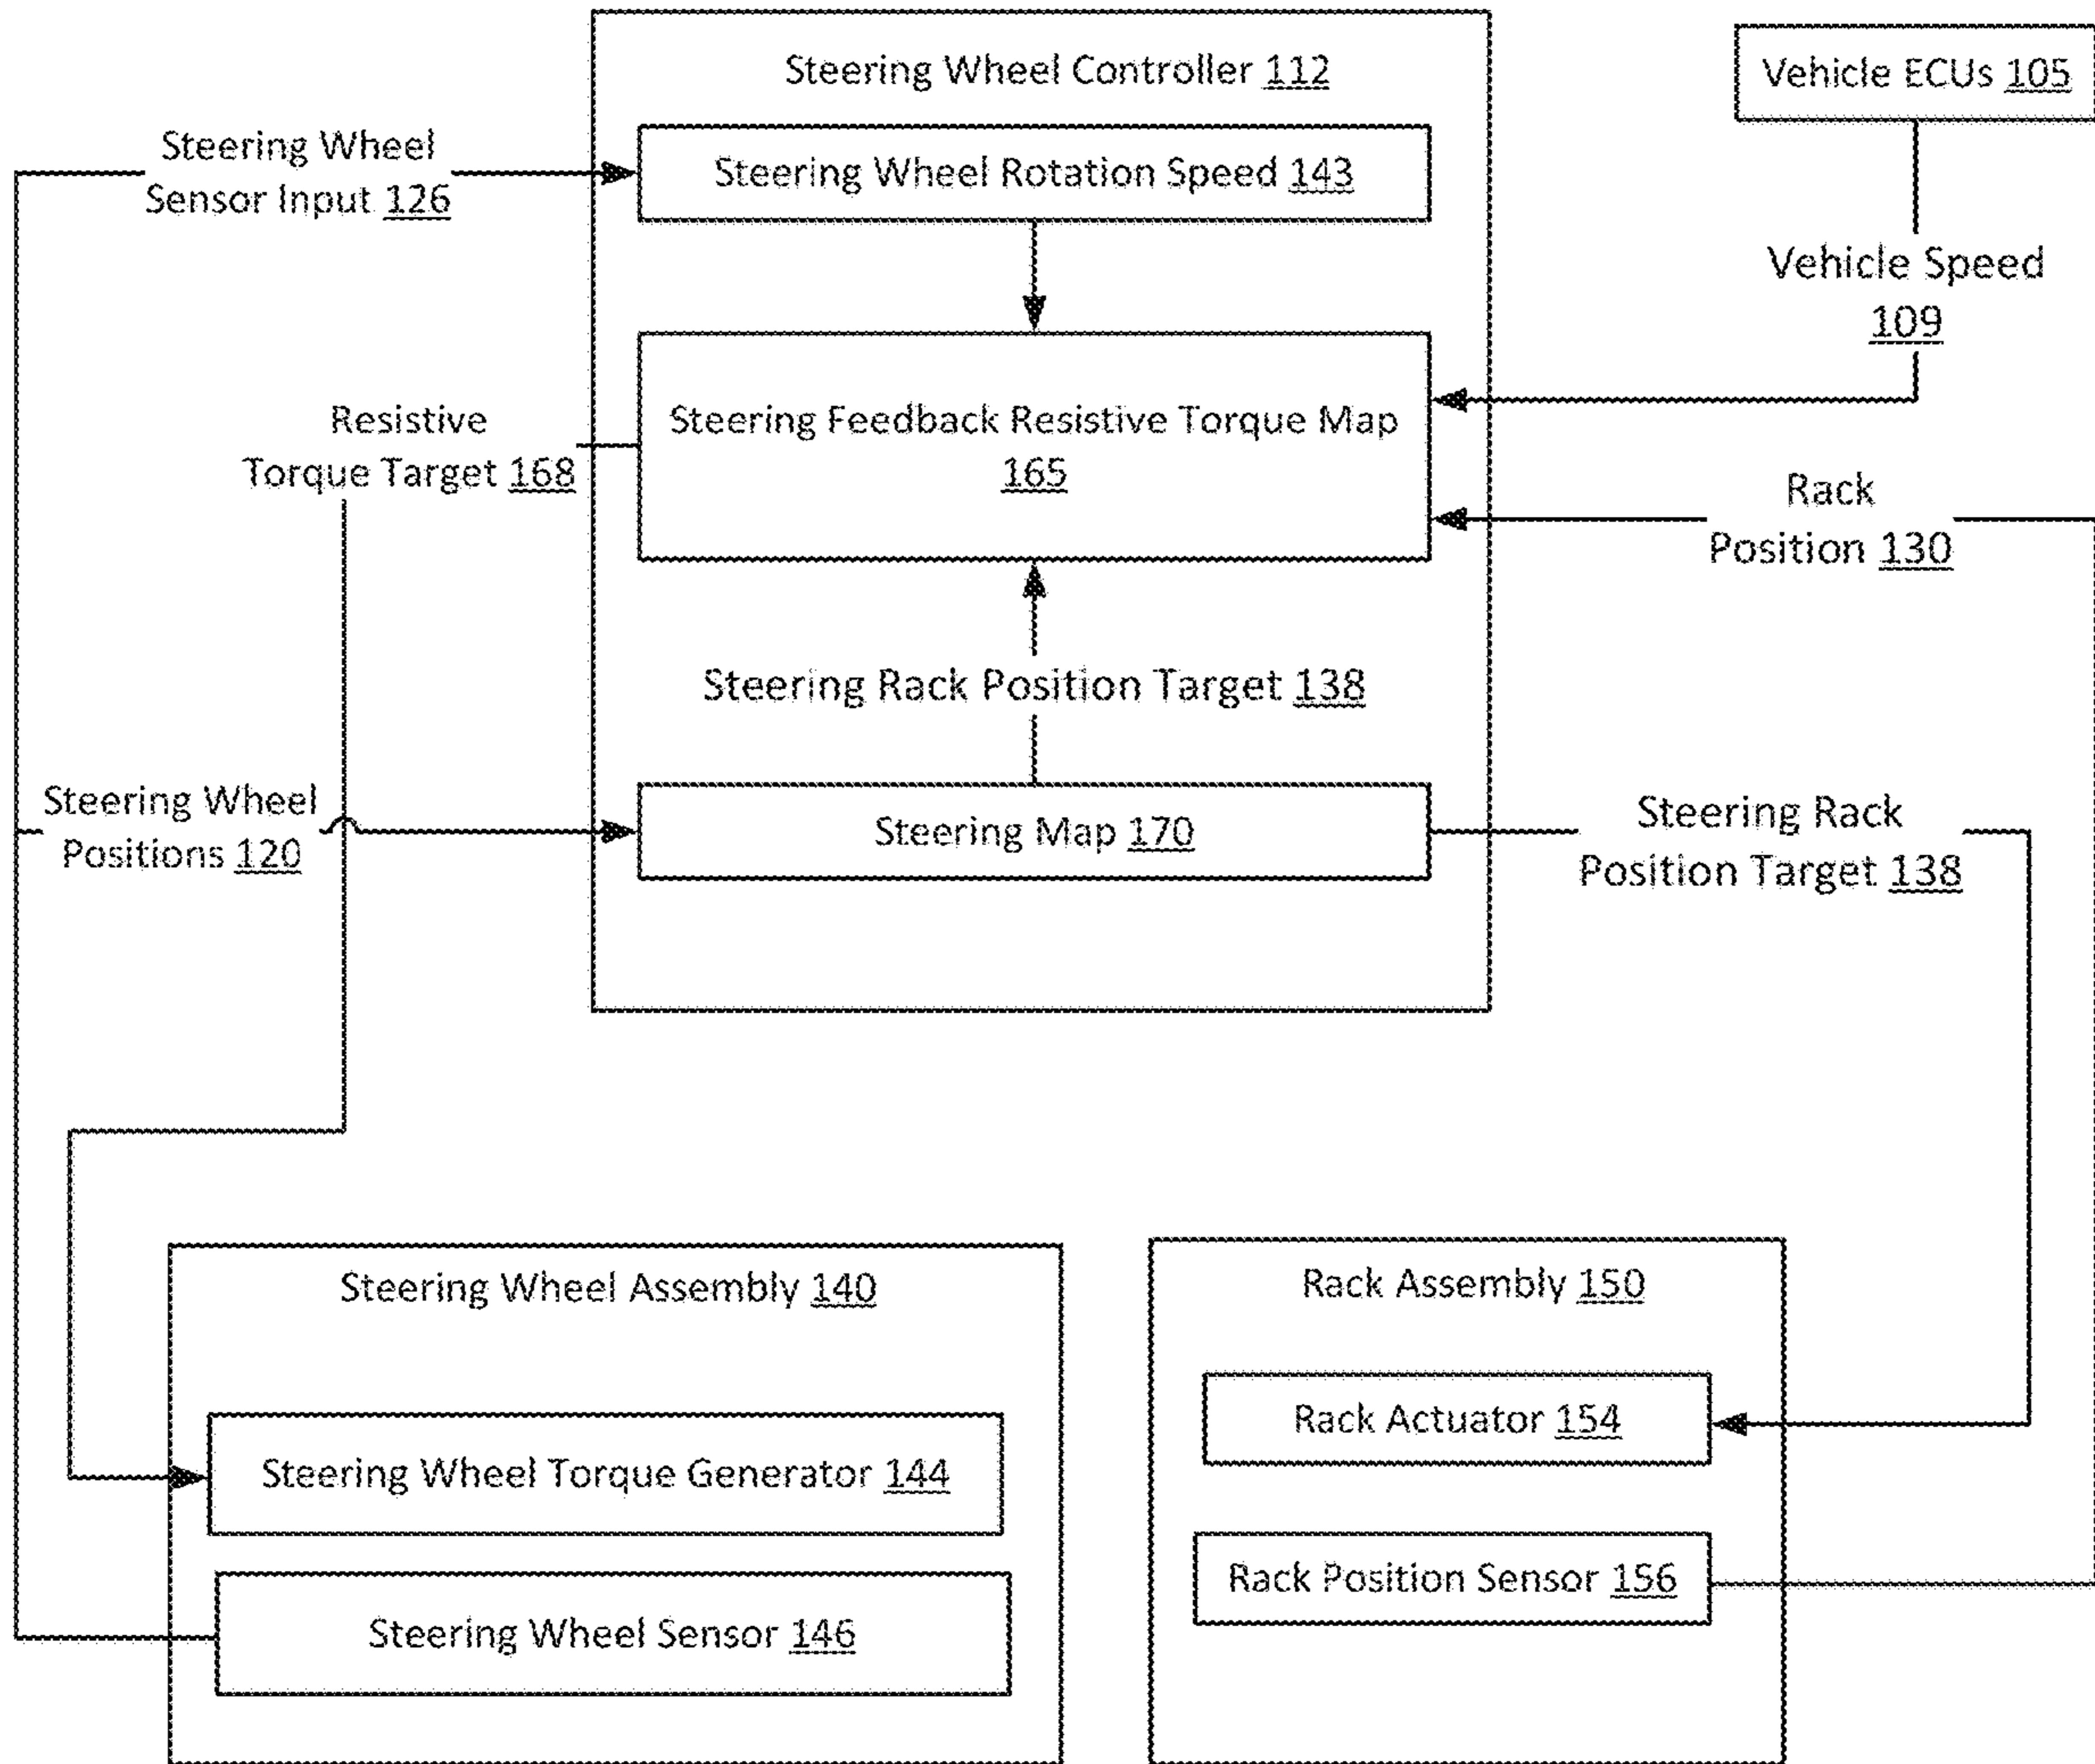 Steering Wheel Controller 112
Vehicle ECUs 105
Steering Wheel
Sensor Input 126
Steering Wheel Rotation Speed 143
Vehicle Speed
109
Resistive
Torque Target 168
Steering Feedback Resistive Torque Map
165
Rack
Position 130
Steering Rack Position Target 138
Steering Wheel
Positions 120
Steering Map 170
Steering Rack
Position Target 138
Steering Wheel Assembly 140
Rack Assembly 150
Steering Wheel Torque Generator 144
Rack Actuator 154
Steering Wheel Sensor 146
Rack Position Sensor 156